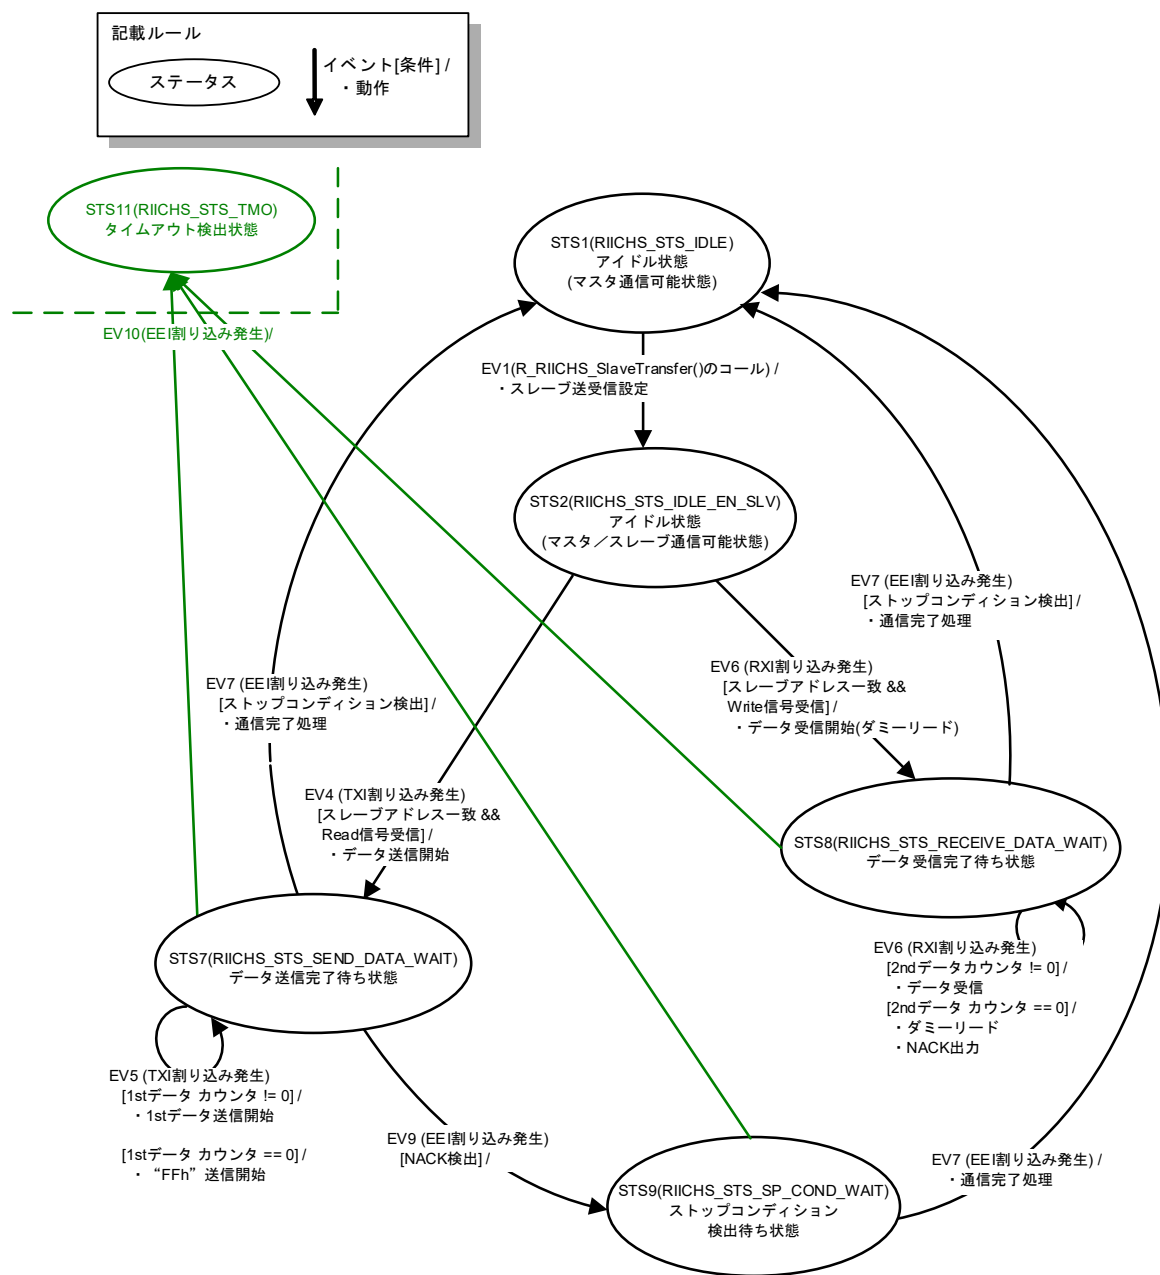 記載ルール
ステータス
イベント[条件] /
・動作
STS11(RIICHS_STS_TMO)
タイムアウト検出状態
EV10(EEI割り込み発生)/
STS1(RIICHS_STS_IDLE)
アイドル状態
(マスタ通信可能状態)
EV1(R_RIICHS_SlaveTransfer()のコール) /
・スレーブ送受信設定
STS2(RIICHS_STS_IDLE_EN_SLV)
アイドル状態
(マスタ／スレーブ通信可能状態)
EV7 (EEI割り込み発生)
[ストップコンディション検出] /
・通信完了処理
EV6 (RXI割り込み発生)
[スレーブアドレス一致 &&
Write信号受信] /
・データ受信開始(ダミーリード)
EV7 (EEI割り込み発生)
[ストップコンディション検出] /
・通信完了処理
EV4 (TXI割り込み発生)
[スレーブアドレス一致 &&
Read信号受信] /
・データ送信開始
STS8(RIICHS_STS_RECEIVE_DATA_WAIT)
データ受信完了待ち状態
STS7(RIICHS_STS_SEND_DATA_WAIT)
データ送信完了待ち状態
EV6 (RXI割り込み発生)
[2ndデータカウンタ != 0] /
・データ受信
[2ndデータ カウンタ == 0] /
・ダミーリード
・NACK出力
EV5 (TXI割り込み発生)
[1stデータ カウンタ != 0] /
・1stデータ送信開始
[1stデータ カウンタ == 0] /
・“FFh”送信開始
EV9 (EEI割り込み発生)
[NACK検出] /
EV7 (EEI割り込み発生) /
・通信完了処理
STS9(RIICHS_STS_SP_COND_WAIT)
ストップコンディション
検出待ち状態